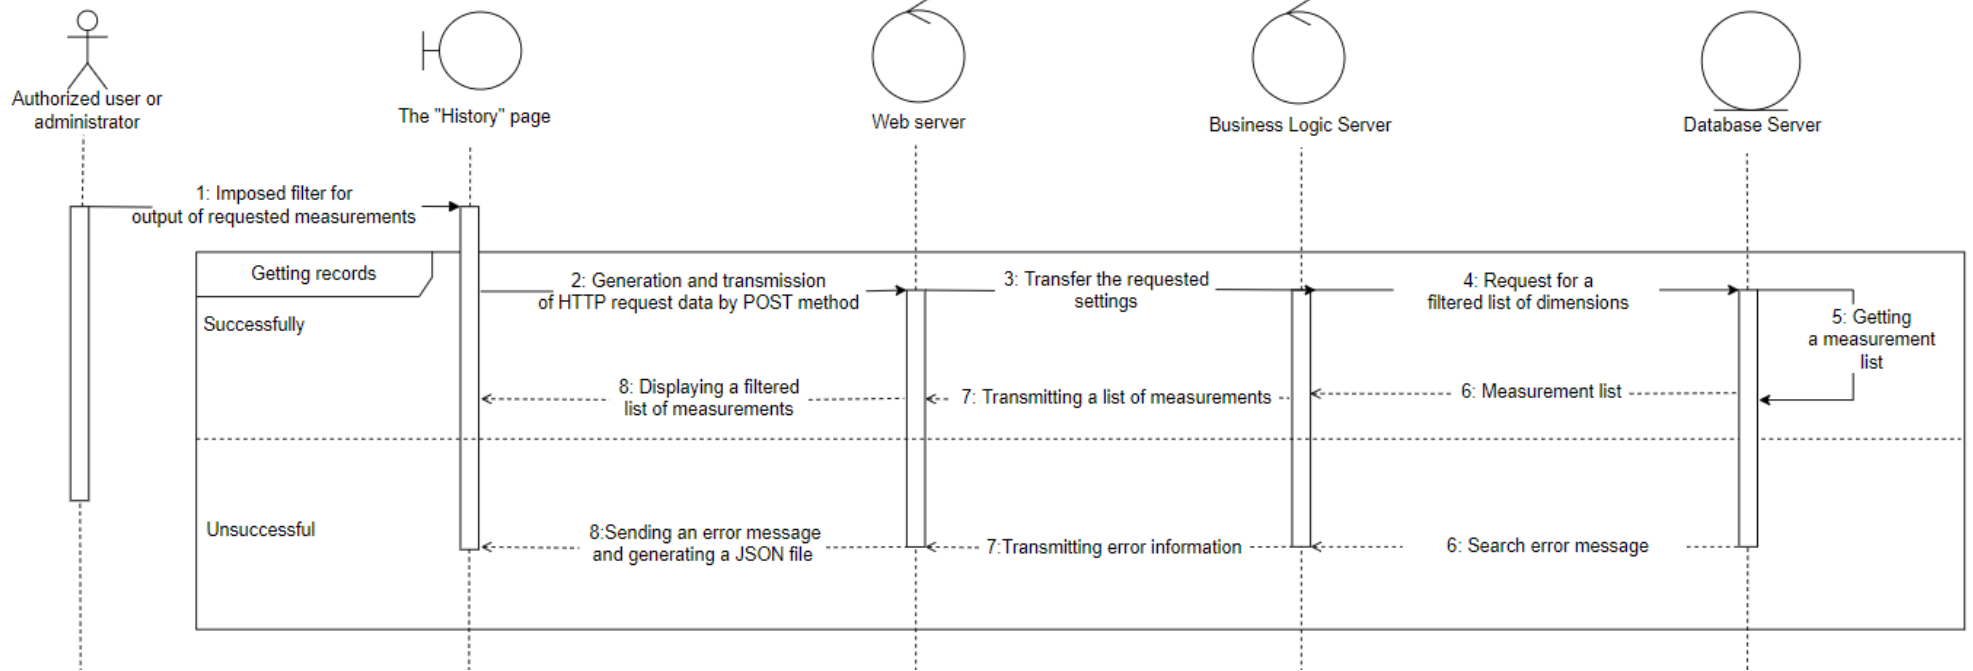 Authorized user or
administrator
The "History" page
Web server
Business Logic Server
Database Server
1: Imposed filter for
output of requested measurements
Getting records
2: Generation and transmission
of HTTP request data by POST method
3: Transfer the requested
settings
4: Request for a
filtered list of dimensions
Successfully
5: Getting
a measurement
list
8: Displaying a filtered
list of measurements
7: Transmitting a list of measurements
6: Measurement list
Unsuccessful
8:Sending an error message
and generating a JSON file
7:Transmitting error information
6: Search error message